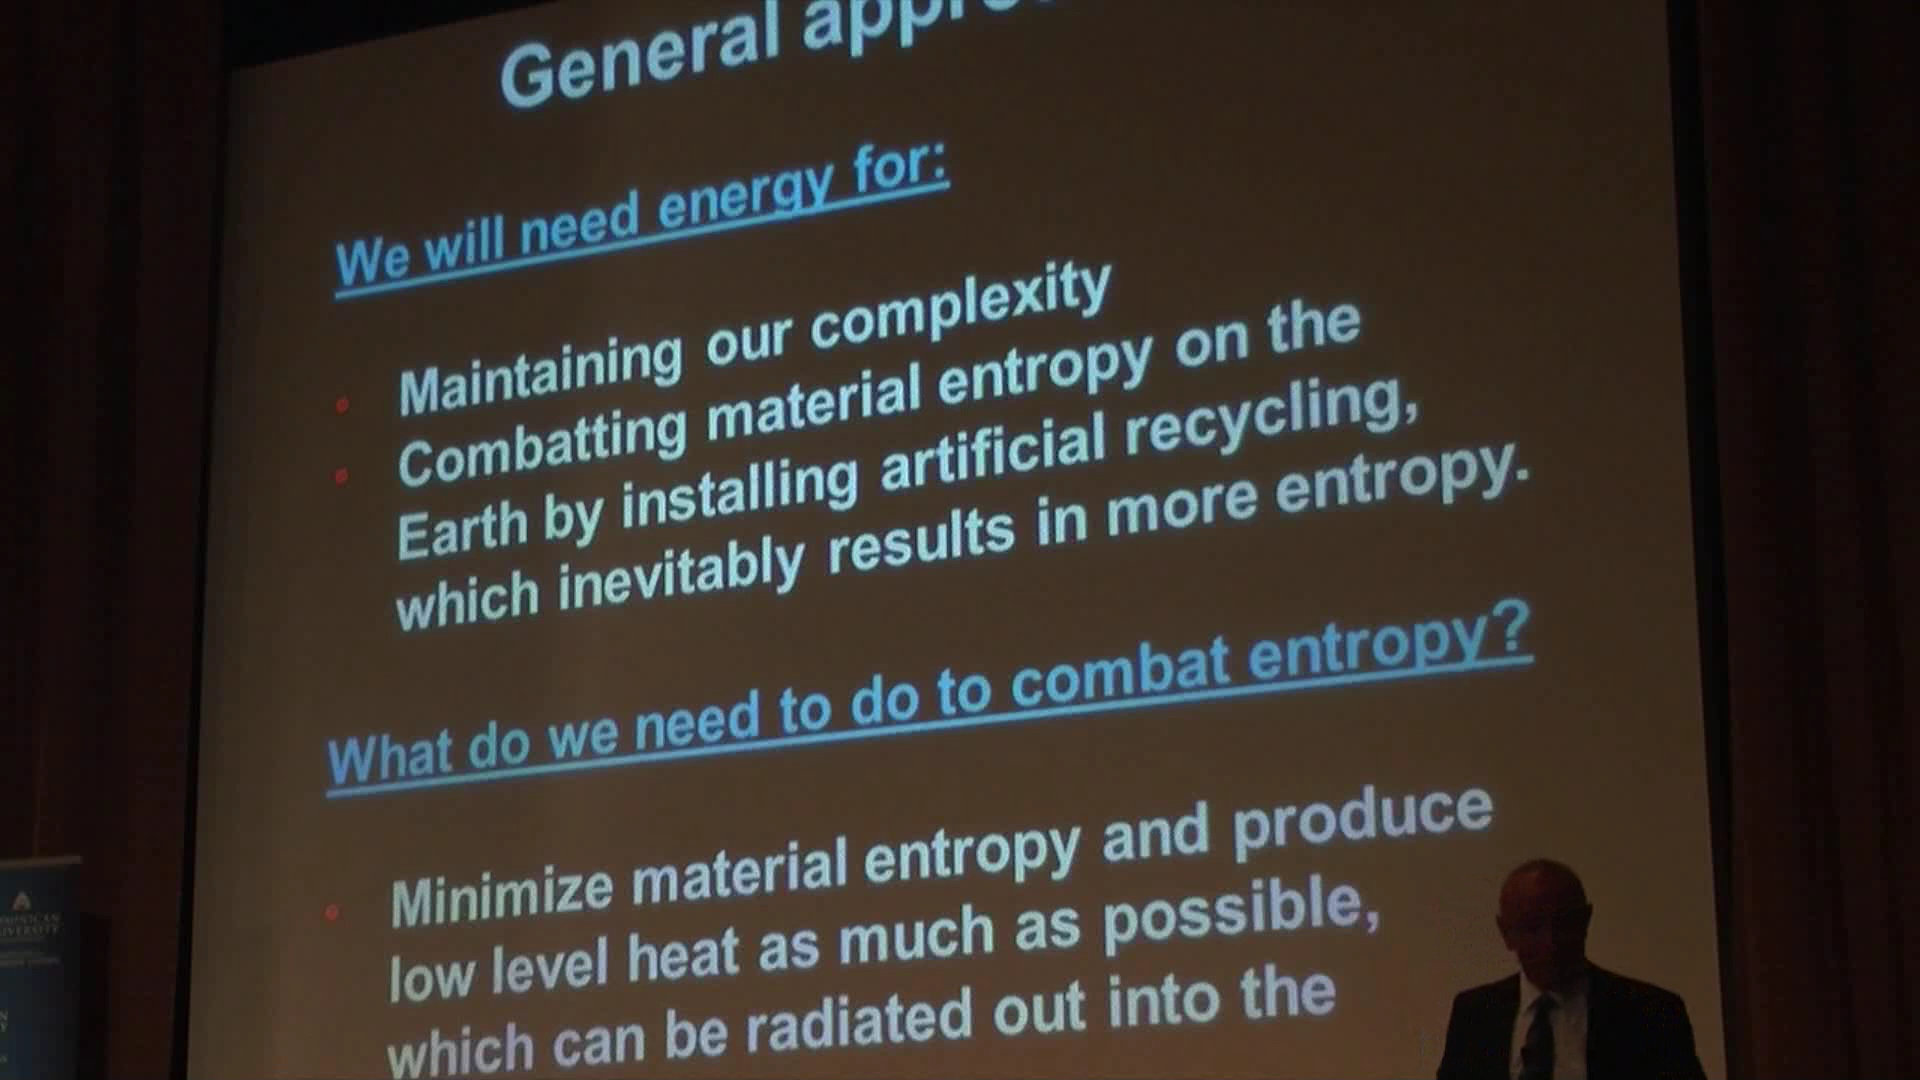 General
We will need energy for:
Maintaining our complexity
Combatting material entropy on the
Earth by installing artificial recycling,
which inevitably results in more entropy.
What do we need to do to combat entropy?
Minimize material entropy and produce
low level heat as much as possible,
which can be radiated out into the